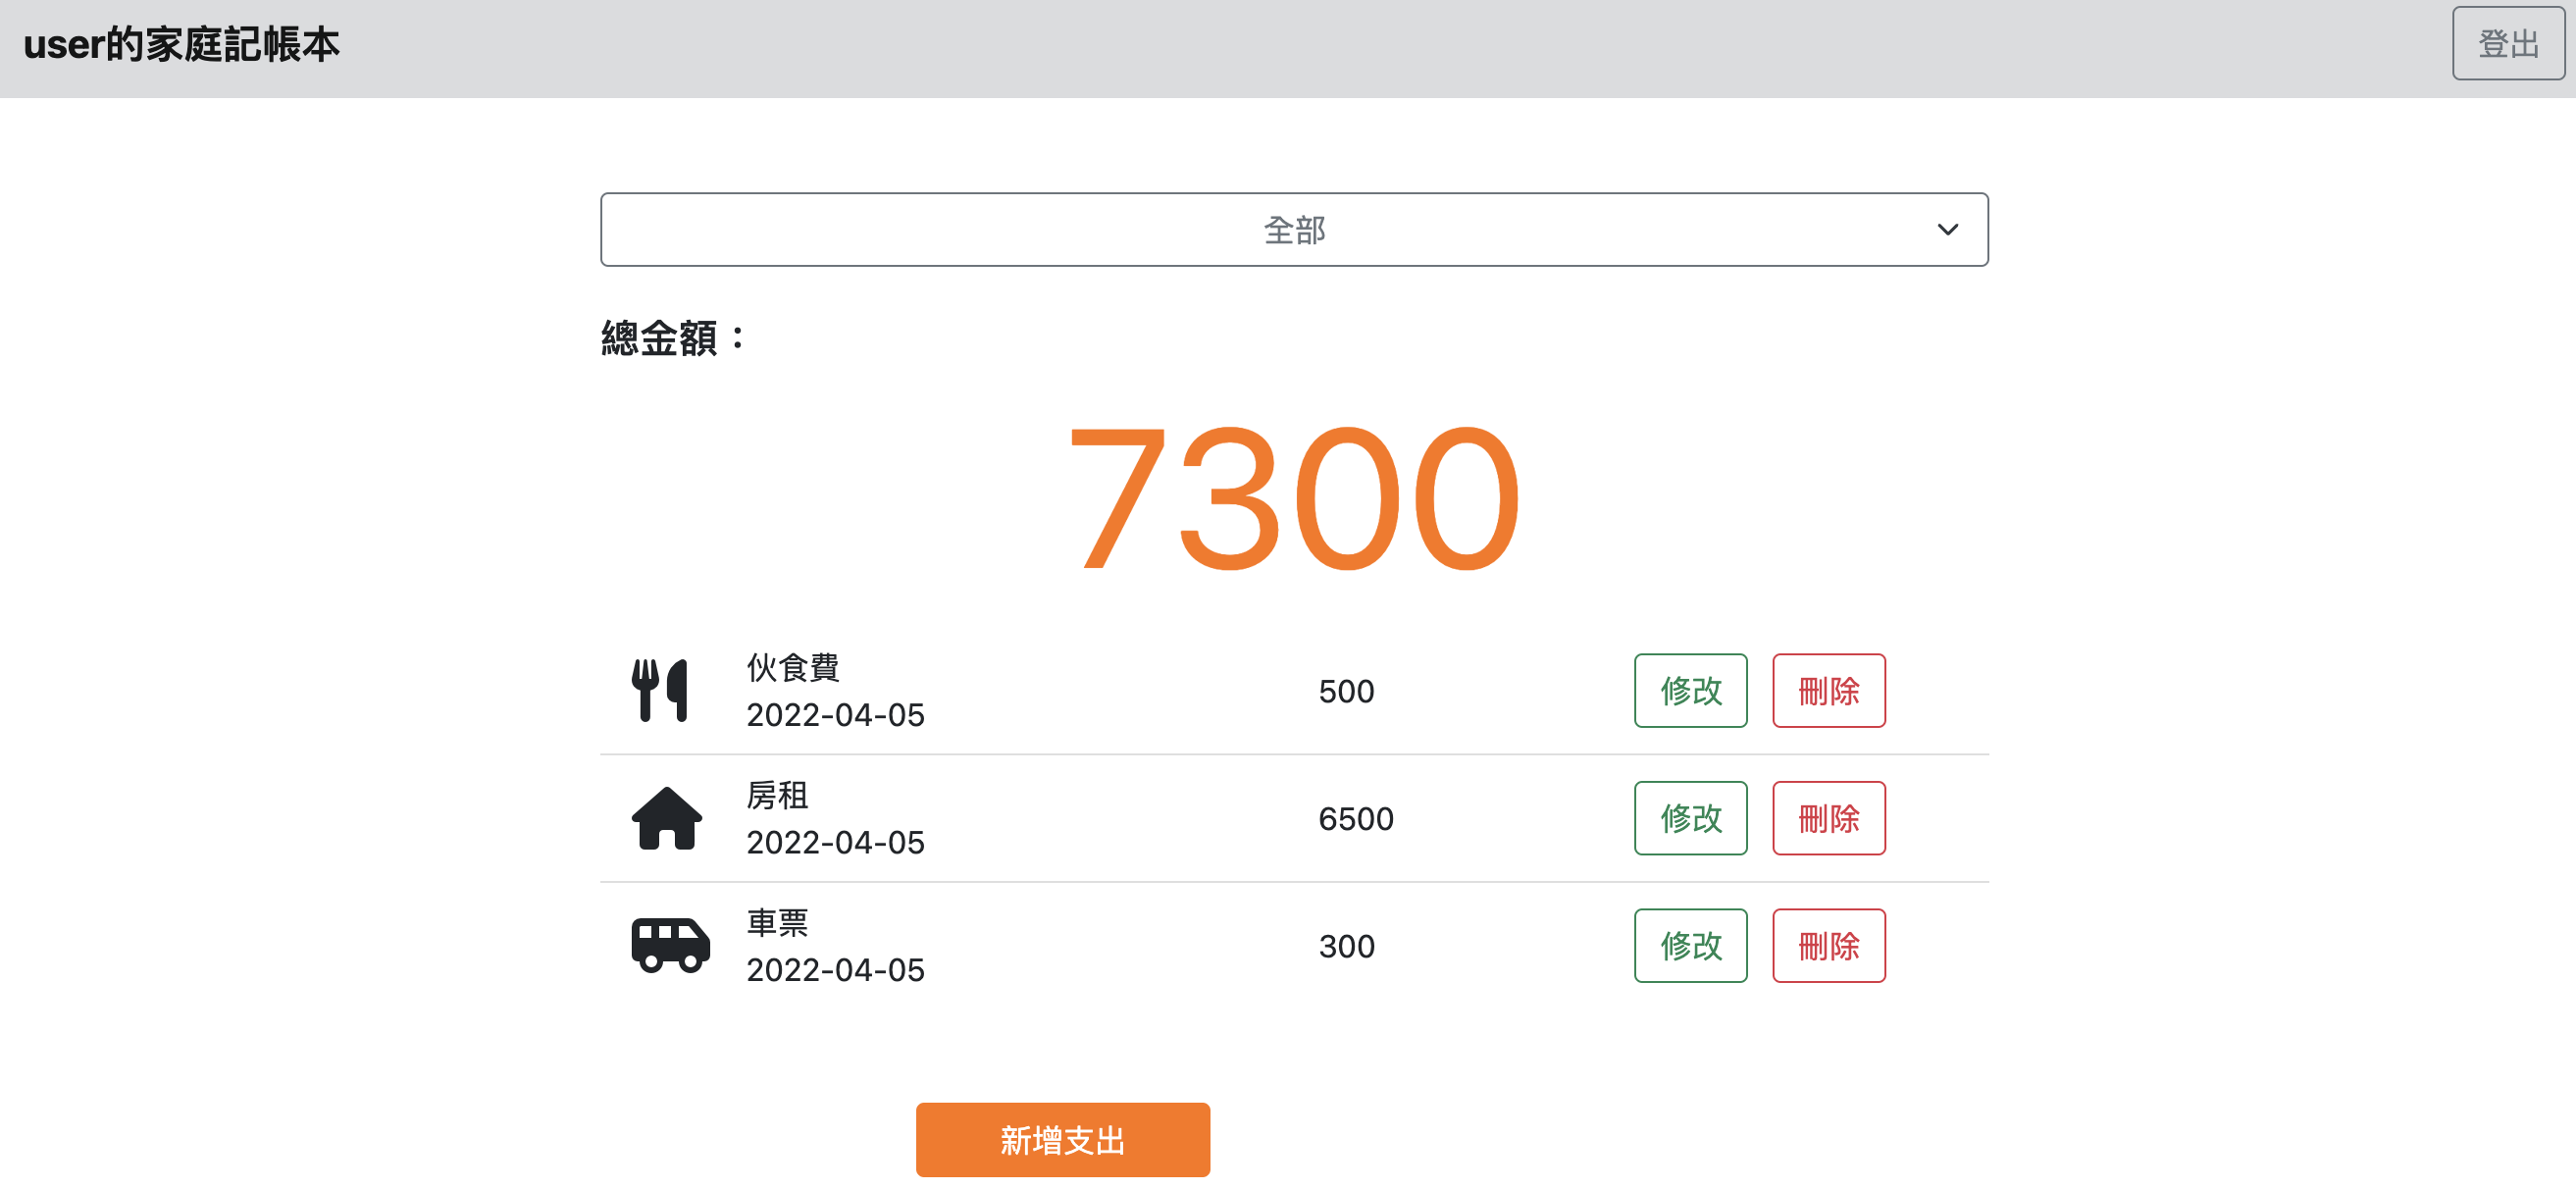 user的家庭記帳本
登出
全部
總金額：
7300
伙食費
2022-04-05
500
修改
刪除
房租
2022-04-05
6500
修改
刪除
車票
2022-04-05
300
修改
刪除
新增支出